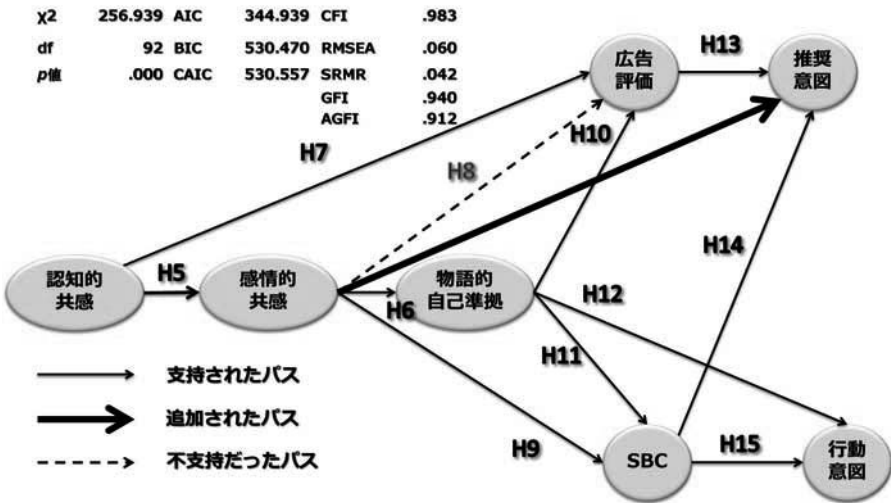 χ2 256.939 AIC 344.939 CFI .983
df 92 BIC 530.470 RMSEA .060
p値 .000 CAIC 530.557 SRMR .042
GFI .940
AGFI .912
広告
評価
H13
推奨
意図
H7
H10
H8
H14
認知的
共感
H5
感情的
共感
H6
物語的
自己準拠
H12
H11
支持されたパス
追加されたパス
不支持だったパス
H9
SBC
H15
行動
意図